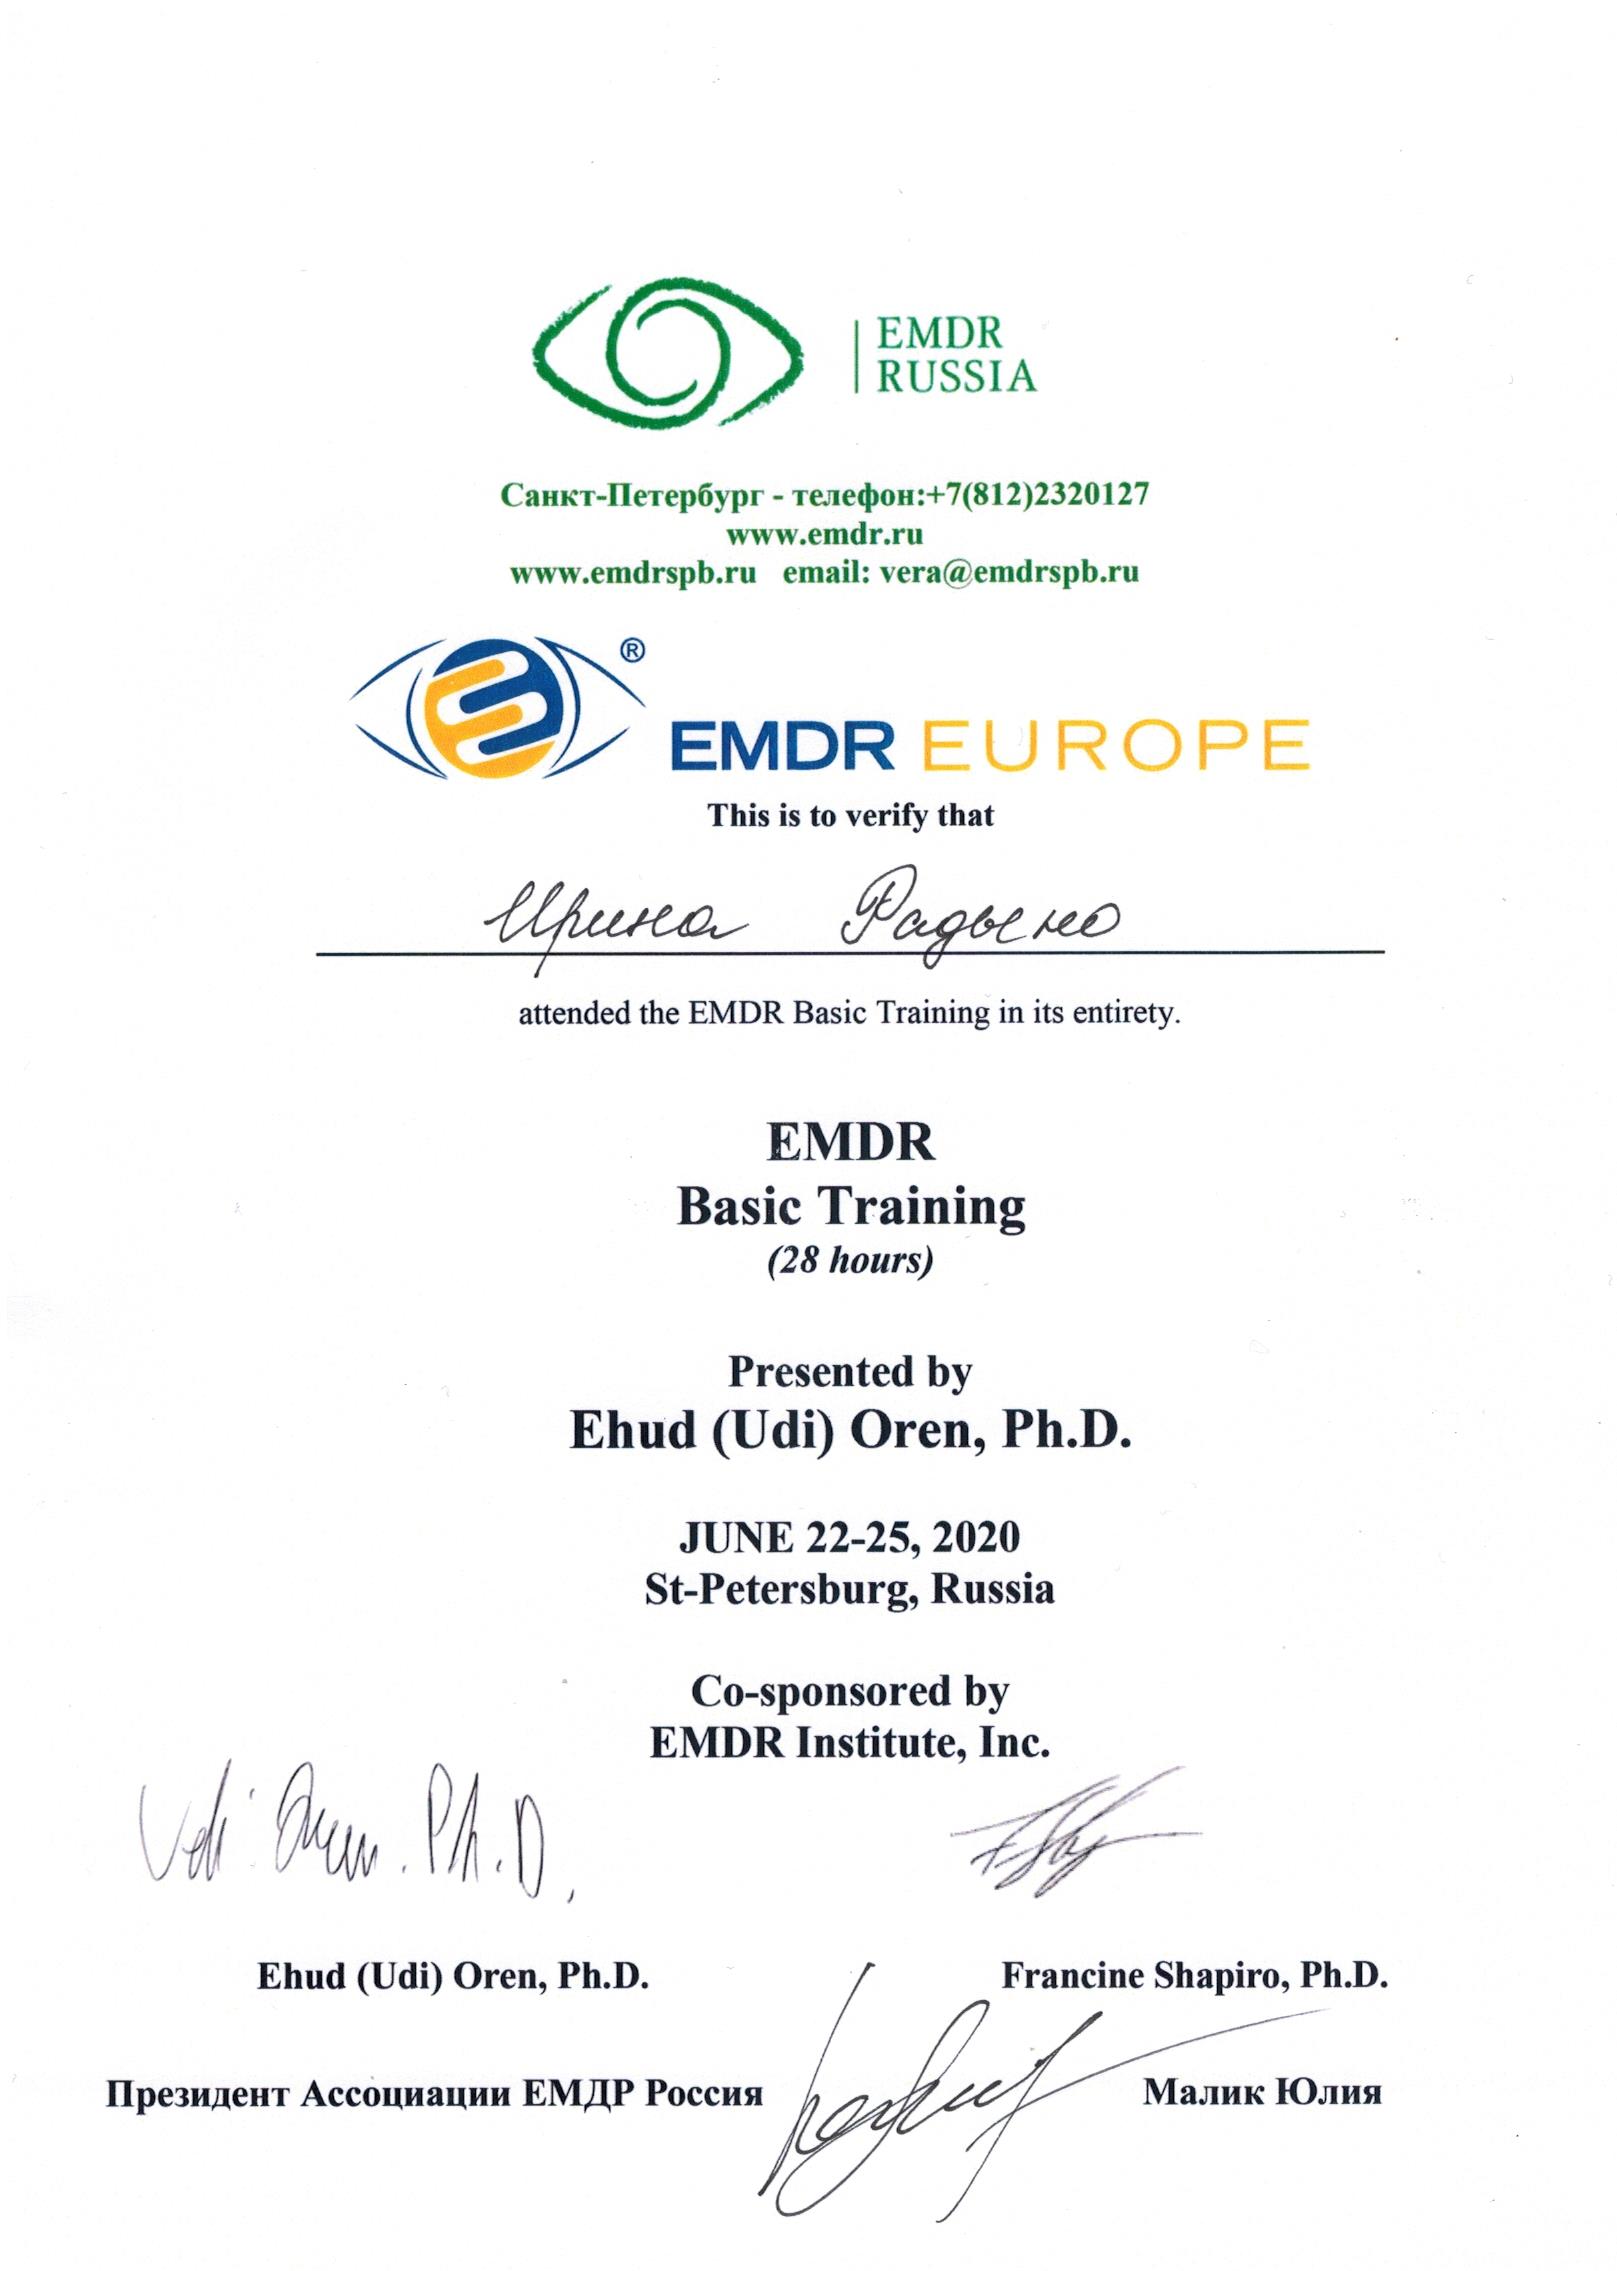 EMDR
RUSSIA
Санкт-Петербург - телефон:+7(812)2320127
www.emdr.ru
www.emdrspb.ru email: vera@emdrspb.ru
®
EMDR EUROPE
This is to verify that
Ирина
attended the EMDR Basic Training in its entirety.
EMDR
Basic Training
(28 hours)
Presented by
Ehud (Udi) Oren, Ph.D.
JUNE 22-25, 2020
St-Petersburg, Russia
Co-sponsored by
EMDR Institute, Inc.
Udi Oren. Ph.D.
Ehud (Udi) Oren, Ph.D.
Francine Shapiro, Ph.D.
Президент Ассоциации ЕМДР Россия
Малик Юлия